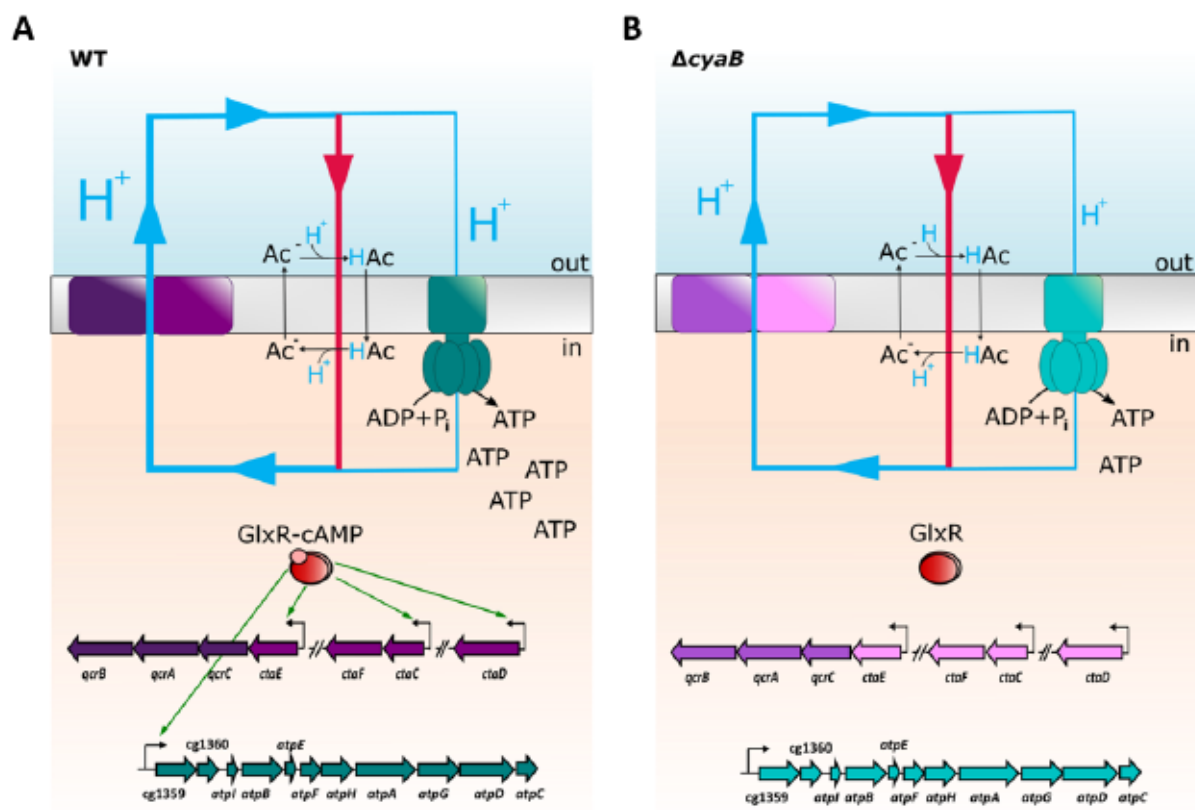 A
WT
H+
H+
Ac-
H+
HAc
out
in
Ac-
H+
HAc
ADP+Pi
ATP
ATP
ATP
ATP
ATP
GlxR-cAMP
qcrB qcrA qcrC ctaE ctaF ctaC ctaD
cg1360 atpE
cg1359 atpI atpB atpF atpH atpA atpG atpD atpC
B
ΔcyaB
H+
H+
Ac-
H
HAc
out
in
Ac-
H+
HAc
ADP+Pi
ATP
ATP
GlxR
qcrB qcrA qcrC ctaE ctaF ctaC ctaD
cg1360 atpE
cg1359 atpI atpB atpF atpH atpA atpG atpD atpC